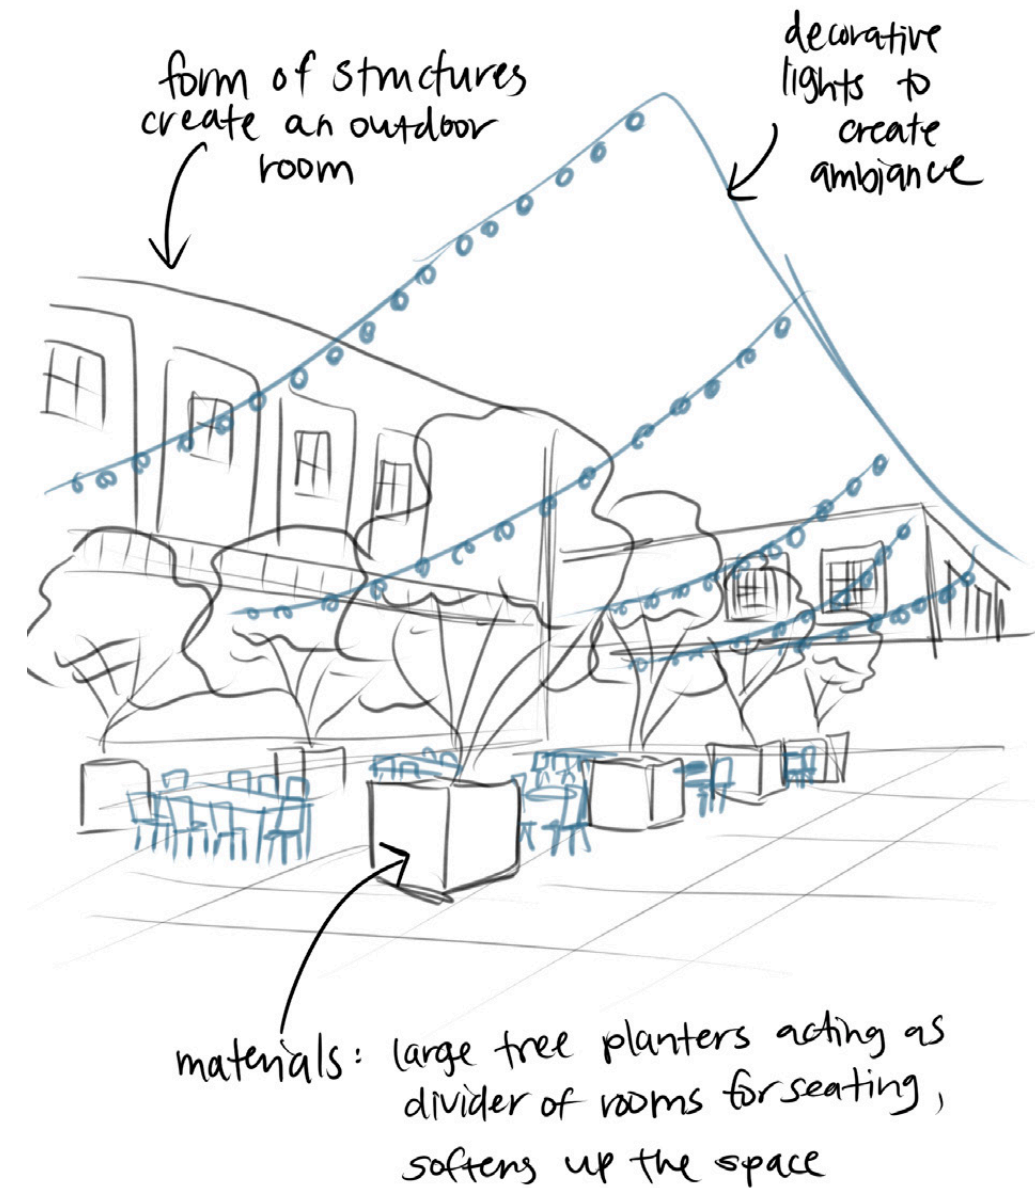 form of structures
create an outdoor
room
decorative
lights to
create
ambiance
materials: large tree planters acting as
divider of rooms for seating,
softens up the space